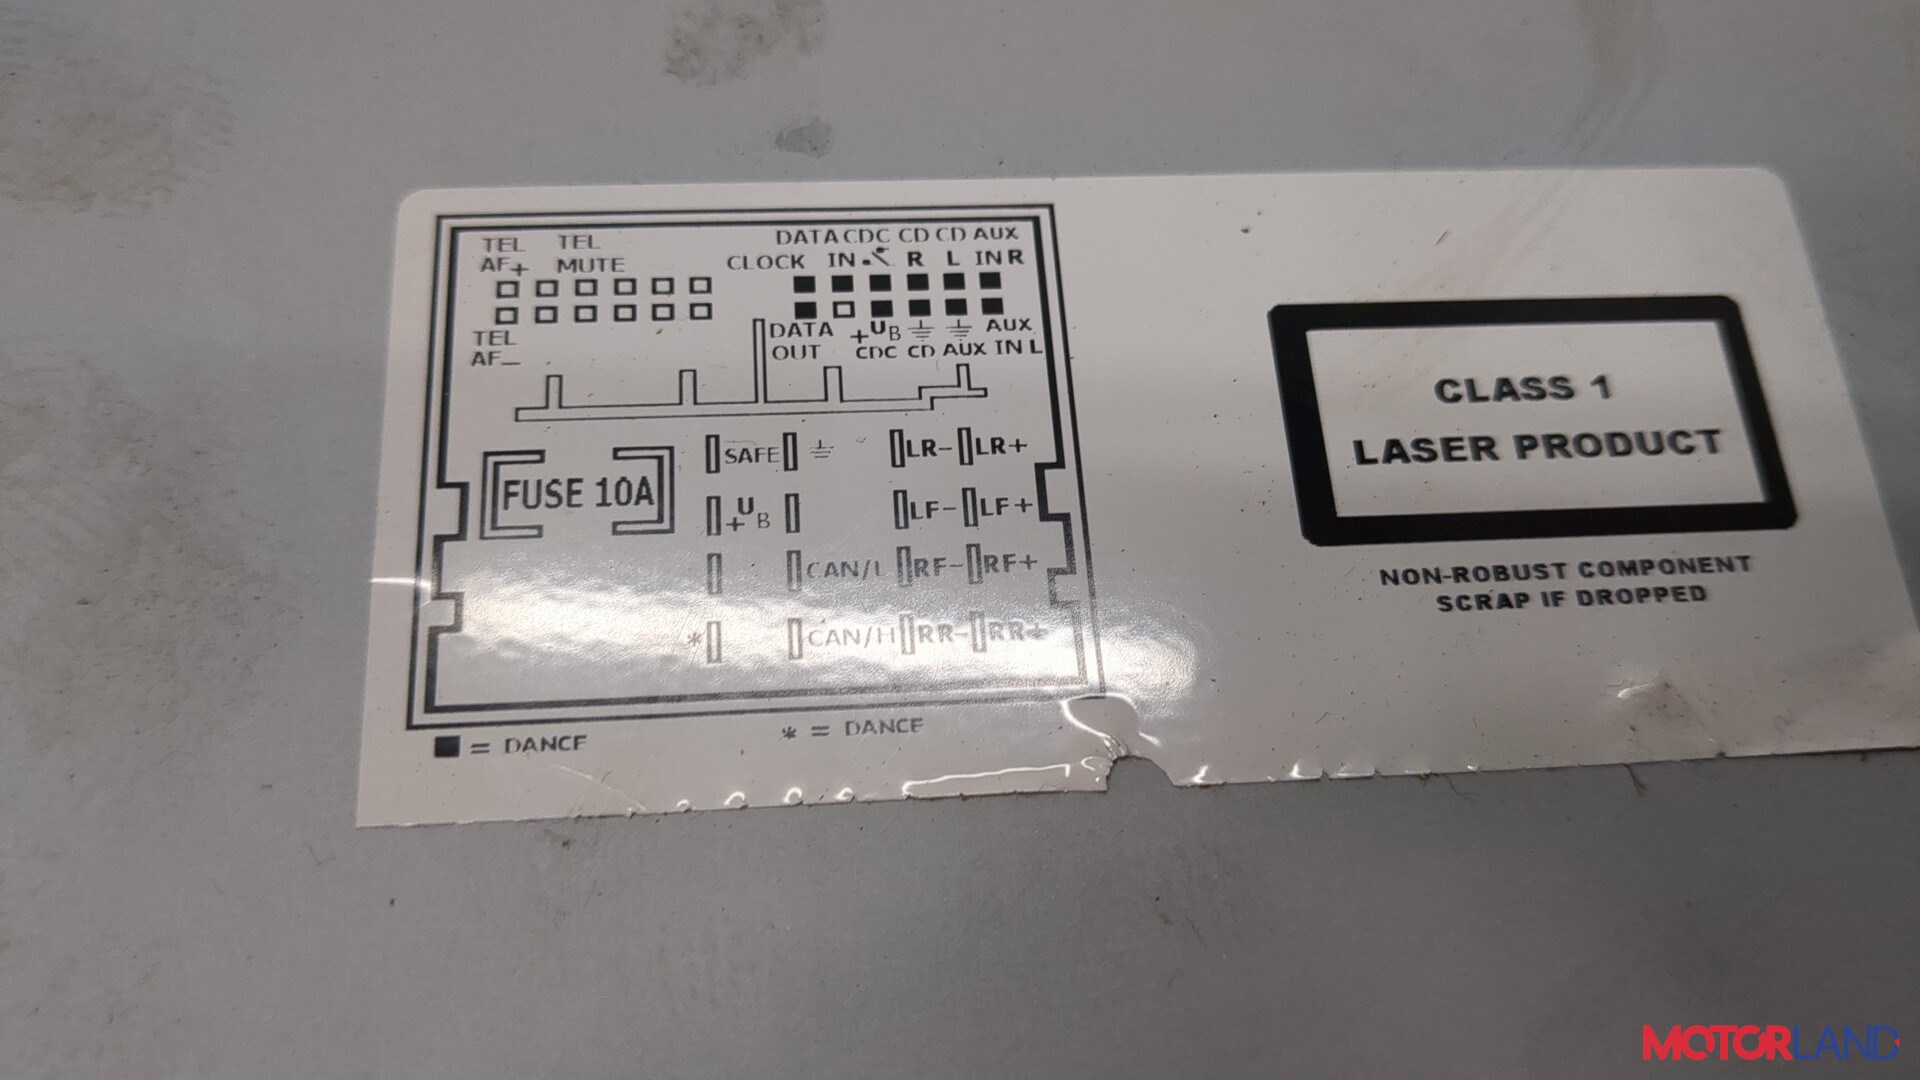 TEL TEL DATA CDC CD CD AUX
AF+ MUTE CLOCK IN R L IN R
TEL DATA +UB AUX
AF– OUT CDC CD AUX IN L
SAFE LR- LR+
FUSE 10A +UB LF- LF+
CAN/L RF- RF+
* CAN/H RR- RR+
= DANCE * = DANCE
CLASS 1
LASER PRODUCT
NON-ROBUST COMPONENT
SCRAP IF DROPPED
MOTORLAND